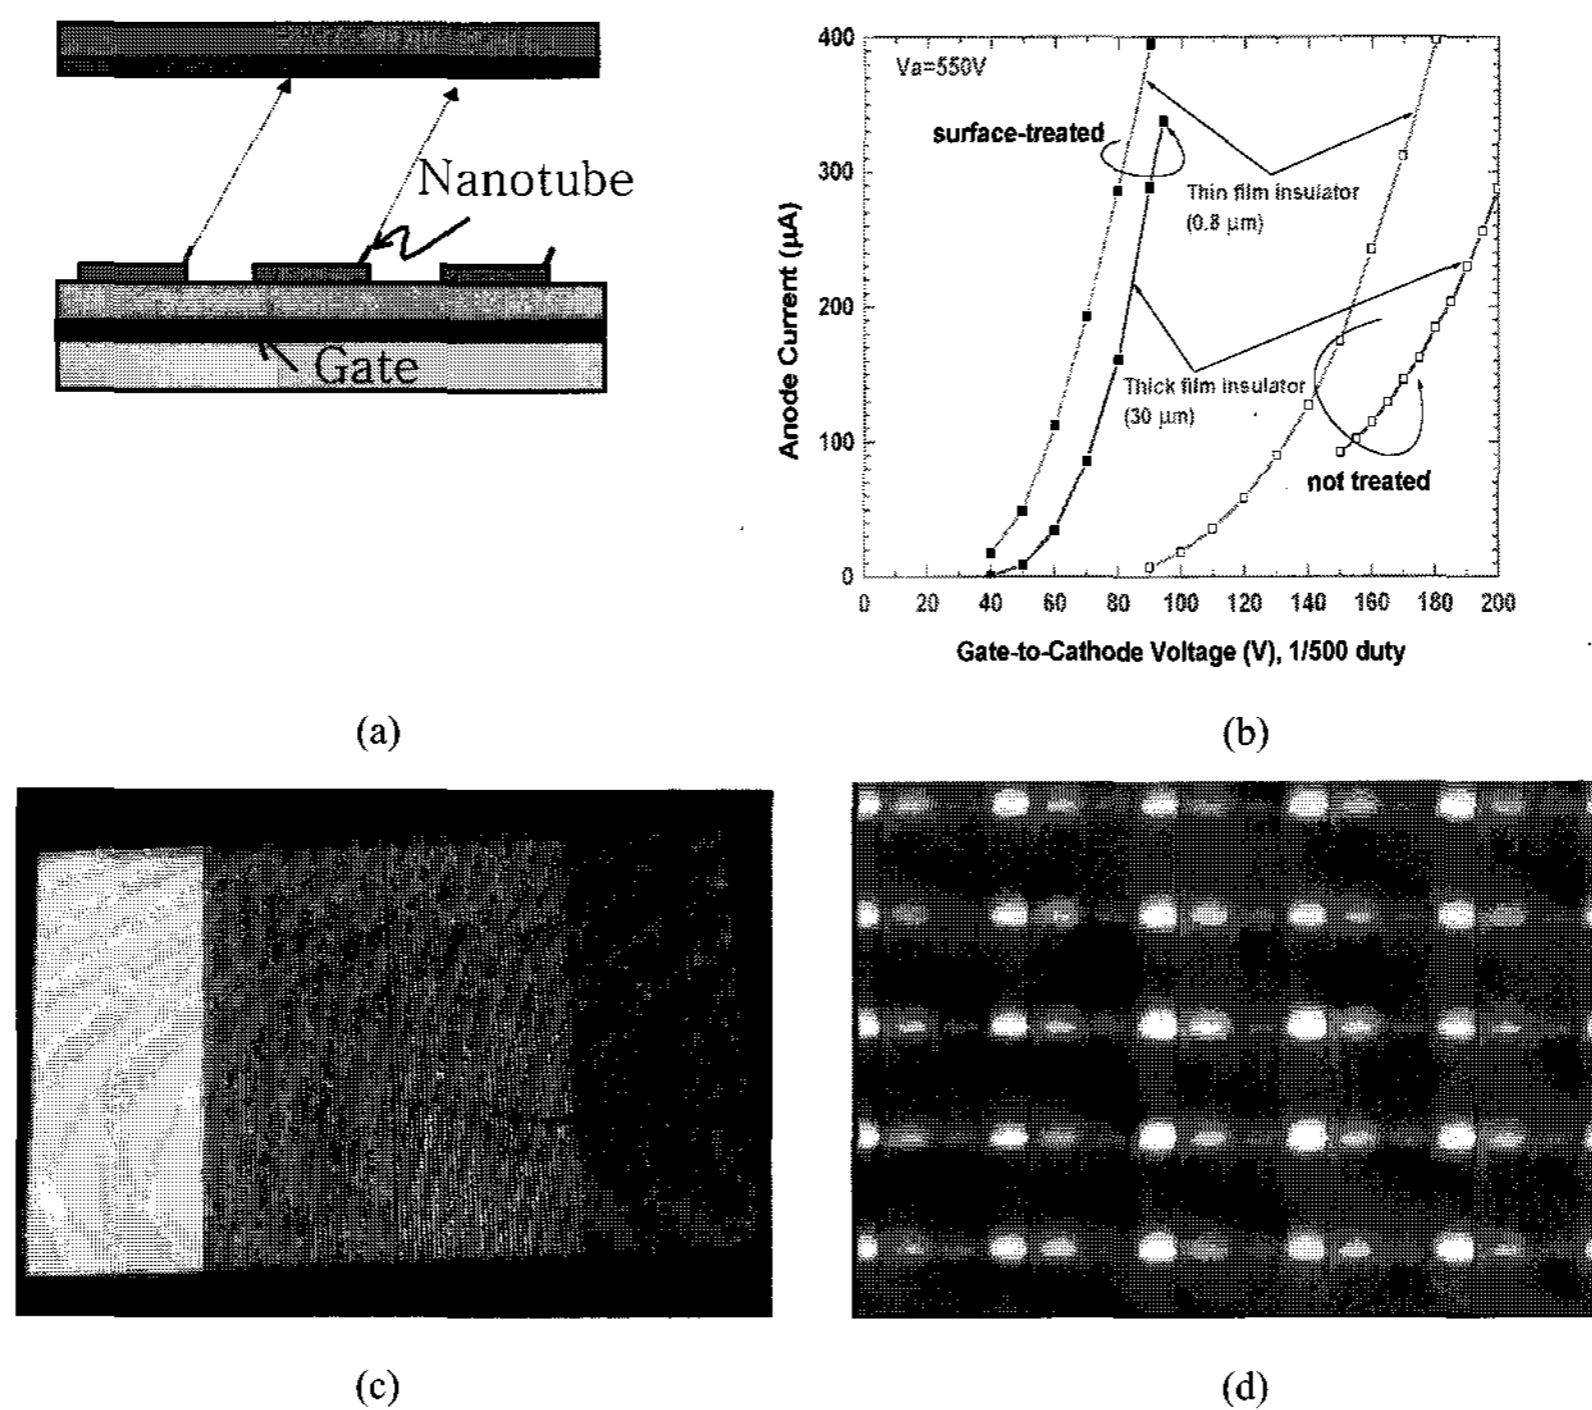 Nanotube
Gate
(a)
400
300
200
100
0
Anode Current (µA)
Va=550V
surface-treated
Thin film insulator
(0.8 µm)
Thick film insulator
(30 µm)
not treated
0 20 40 60 80 100 120 140 160 180 200
Gate-to-Cathode Voltage (V), 1/500 duty
(b)
(c)
(d)